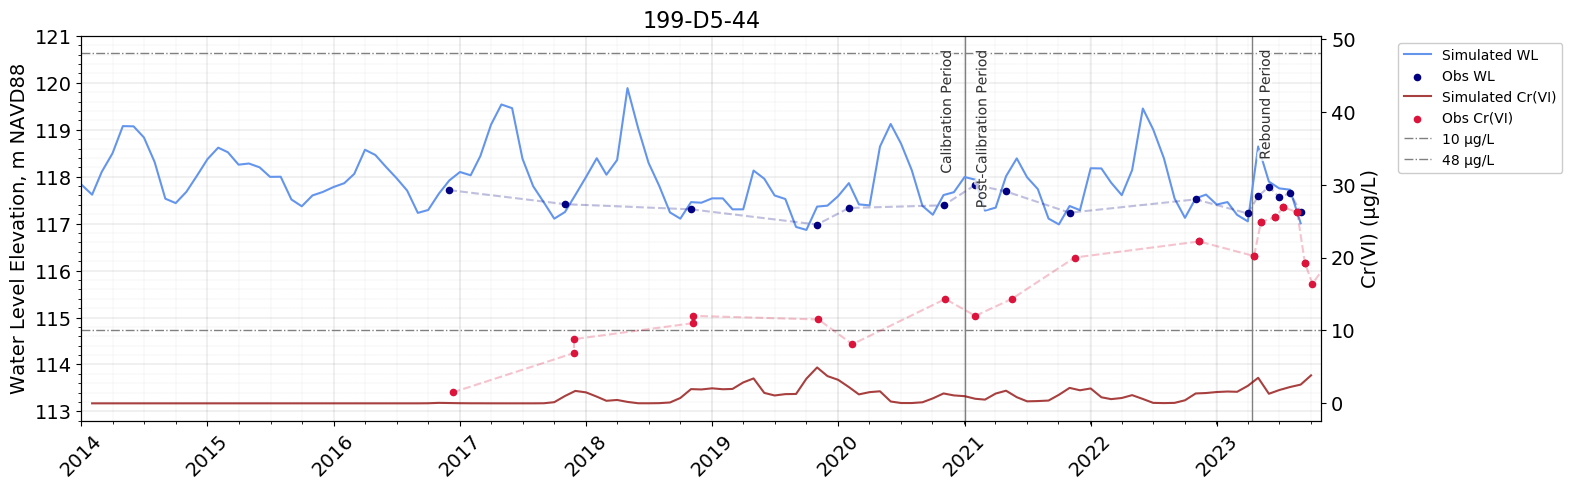 199-D5-44
Water Level Elevation, m NAVD88
121
120
119
118
117
116
115
114
113
2014
2015
2016
2017
2018
2019
2020
2021
2022
2023
Calibration Period
Post-Calibration Period
Rebound Period
50
40
30
20
10
0
Cr(VI) (µg/L)
Simulated WL
Obs WL
Simulated Cr(VI)
Obs Cr(VI)
10 µg/L
48 µg/L